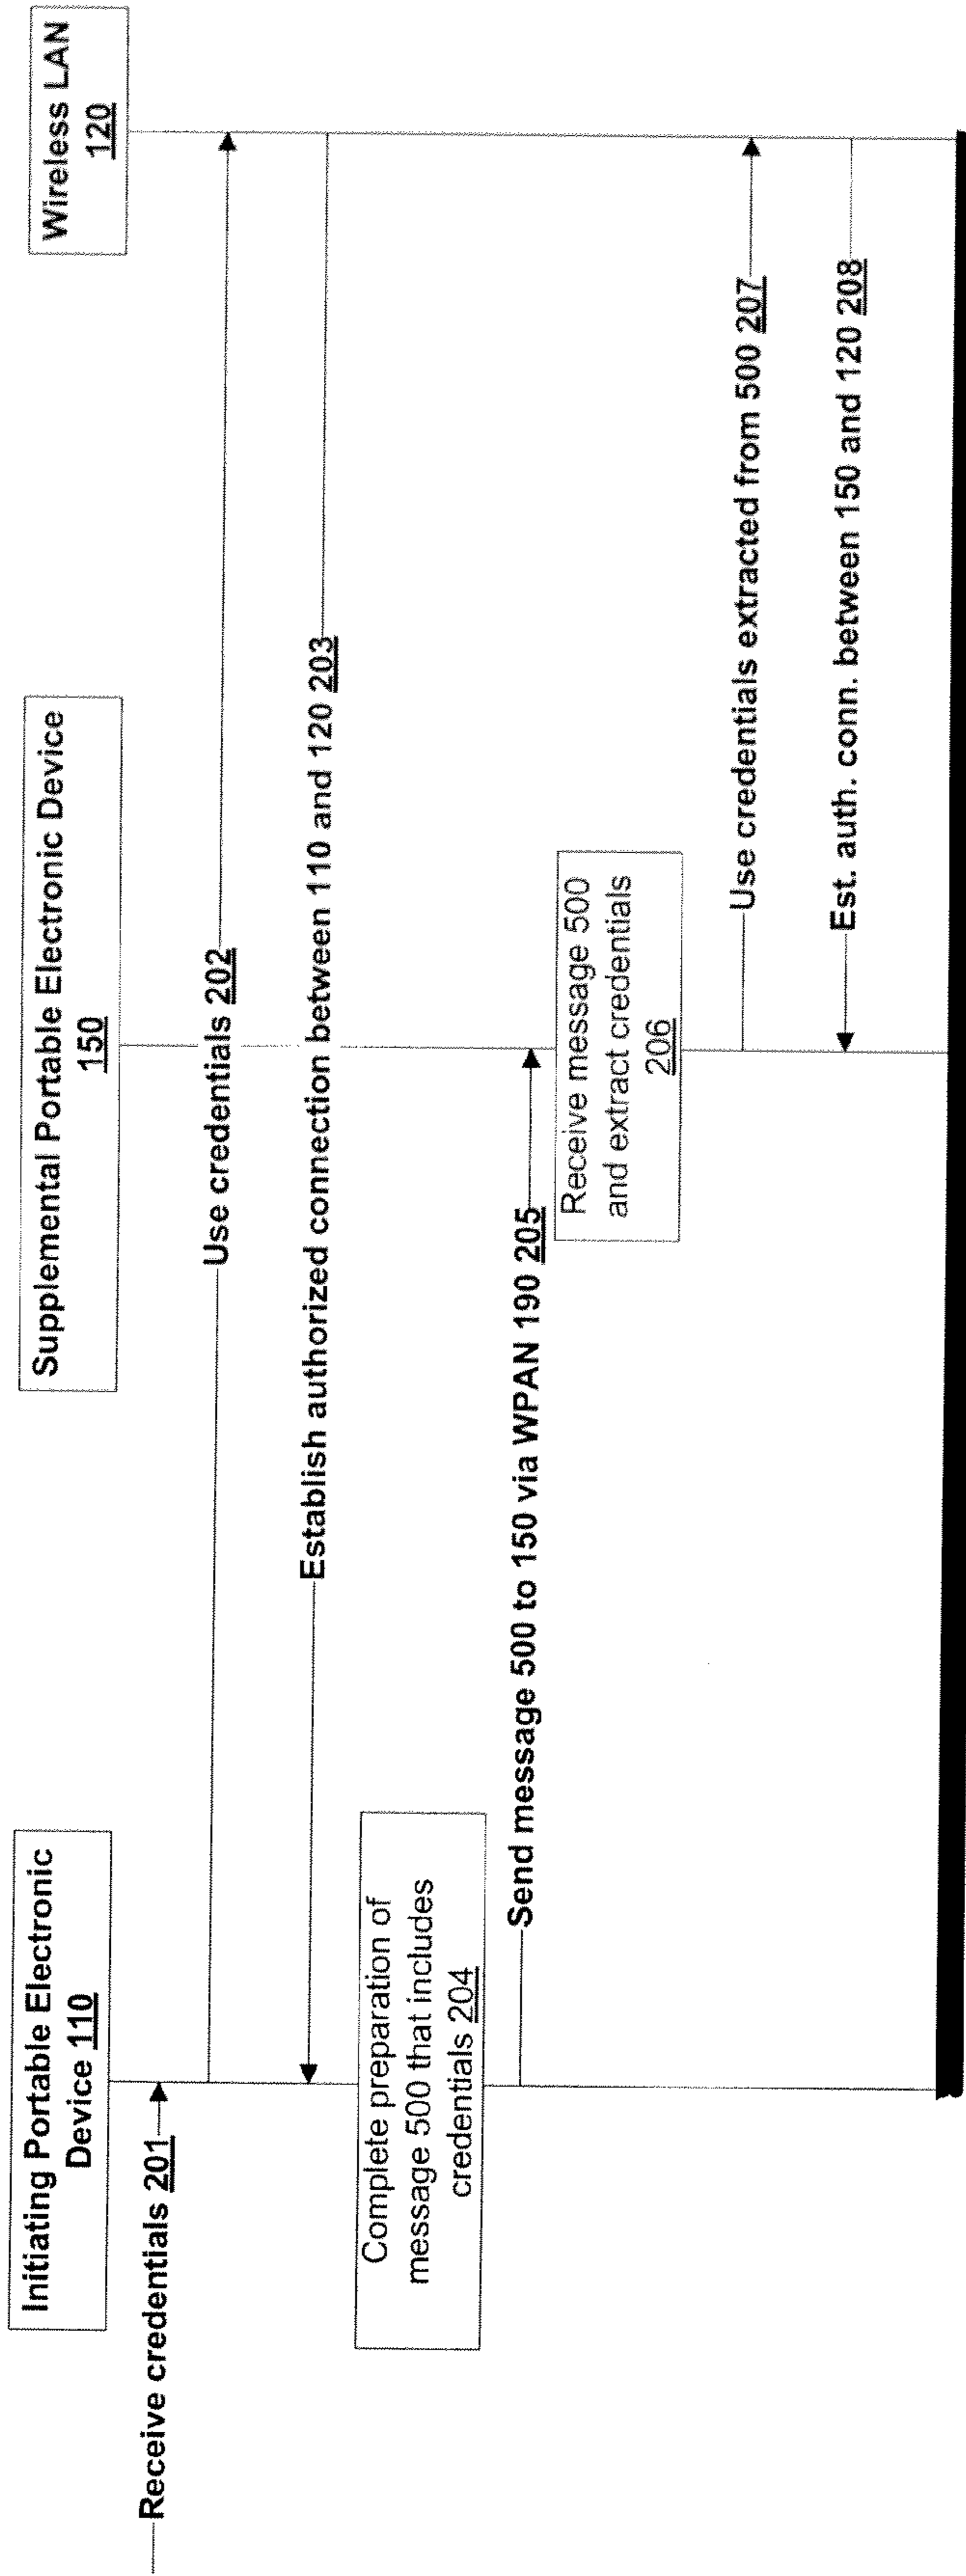 Initiating Portable Electronic
Device 110
Supplemental Portable Electronic Device
150
Wireless LAN
120
Receive credentials 201
Use credentials 202
Establish authorized connection between 110 and 120 203
Complete preparation of
message 500 that includes
credentials 204
Send message 500 to 150 via WPAN 190 205
Receive message 500
and extract credentials
206
Use credentials extracted from 500 207
Est. auth. conn. between 150 and 120 208